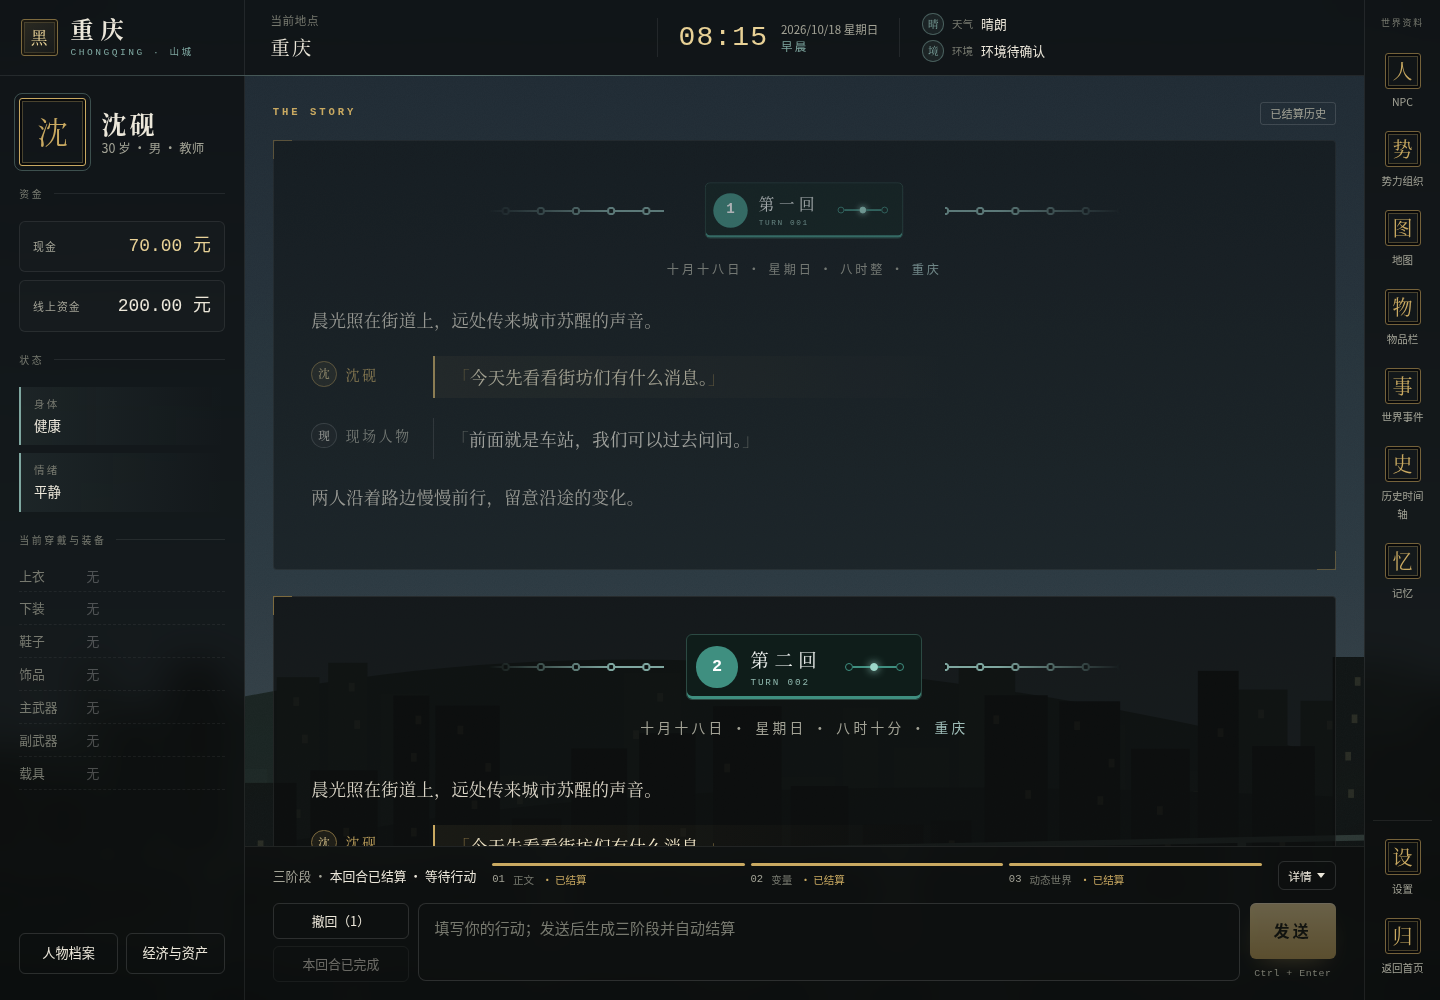 黑
重庆
CHONGQING · 山城
当前地点
重庆
08:15
2026/10/18 星期日
早晨
晴 天气 晴朗
境 环境 环境待确认
沈
沈砚
30 岁 · 男 · 教师
资金
现金 70.00 元
线上资金 200.00 元
状态
身体
健康
情绪
平静
当前穿戴与装备
上衣 无
下装 无
鞋子 无
饰品 无
主武器 无
副武器 无
载具 无
人物档案
经济与资产
THE STORY
已结算历史
1 第一回
TURN 001
十月十八日 · 星期日 · 八时整 · 重庆
晨光照在街道上，远处传来城市苏醒的声音。
沈 沈砚 「今天先看看街坊们有什么消息。」
现 现场人物 「前面就是车站，我们可以过去问问。」
两人沿着路边慢慢前行，留意沿途的变化。
2 第二回
TURN 002
十月十八日 · 星期日 · 八时十分 · 重庆
晨光照在街道上，远处传来城市苏醒的声音。
沈 沈砚 「今天先看看街坊们有什么消息。」
三阶段 · 本回合已结算 · 等待行动
01 正文 · 已结算
02 变量 · 已结算
03 动态世界 · 已结算
详情
撤回（1）
本回合已完成
填写你的行动；发送后生成三阶段并自动结算
发送
Ctrl + Enter
世界资料
人
NPC
势
势力组织
图
地图
物
物品栏
事
世界事件
史
历史时间
轴
忆
记忆
设
设置
归
返回首页